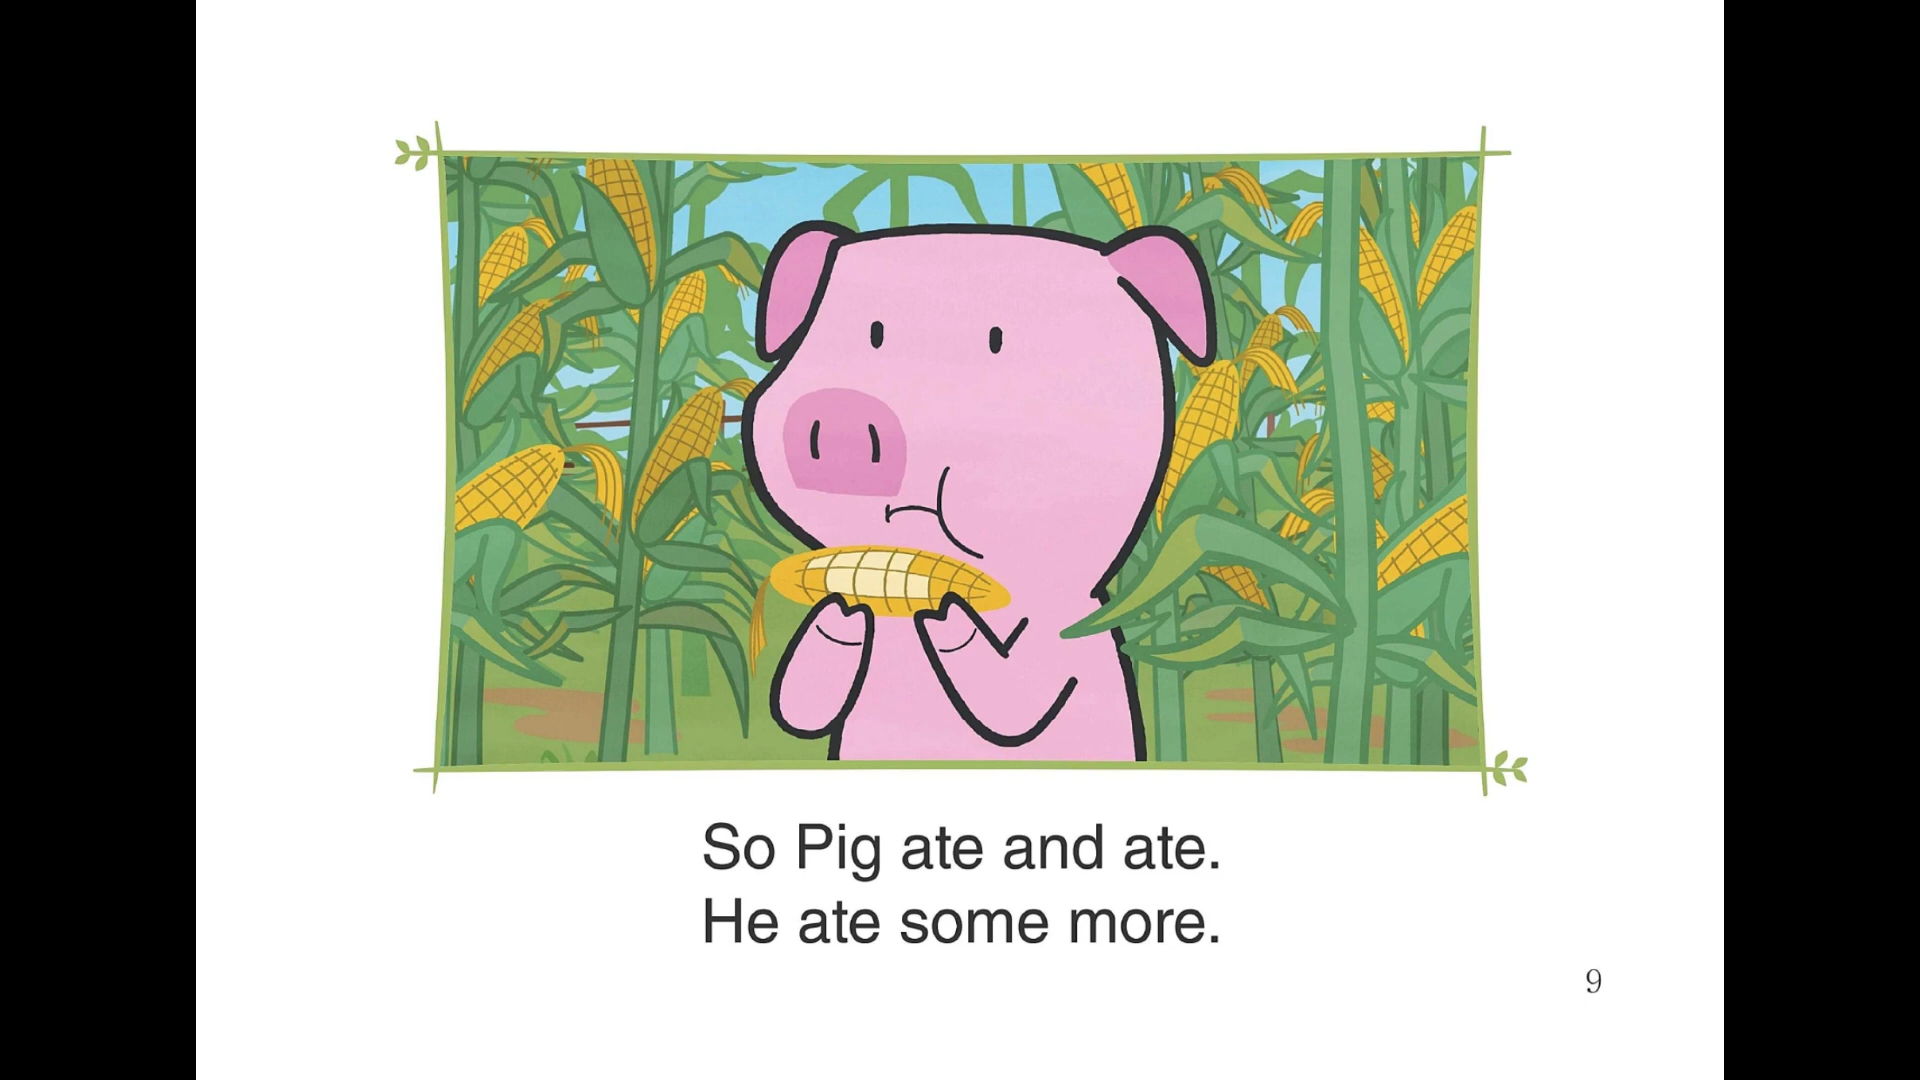 So Pig ate and ate.
He ate some more.
9